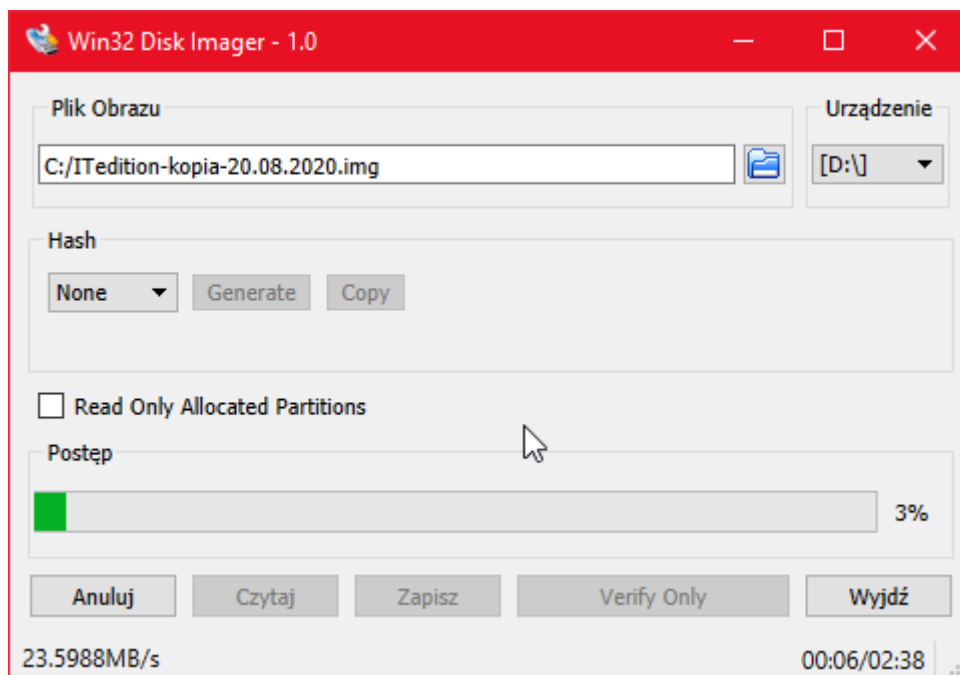 Win32 Disk Imager - 1.0
Plik Obrazu
Urządzenie
C:/ITedition-kopia-20.08.2020.img
[D:\]
Hash
None
Generate
Copy
Read Only Allocated Partitions
Postęp
3%
Anuluj
Czytaj
Zapisz
Verify Only
Wyjdź
23.5988MB/s
00:06/02:38